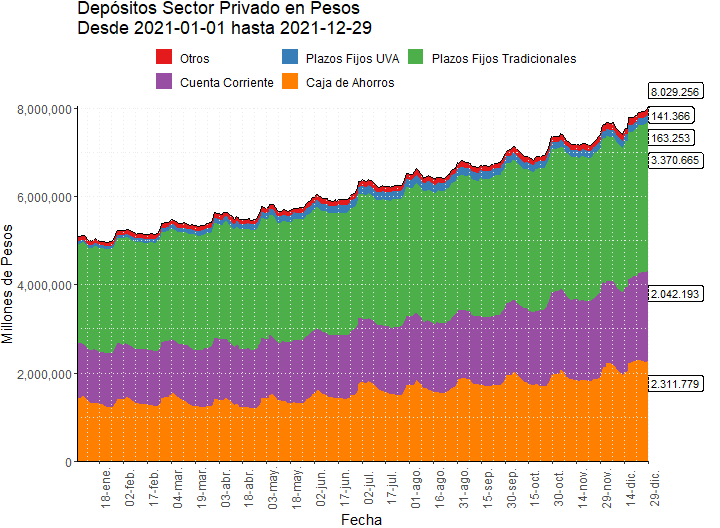 Depósitos Sector Privado en Pesos
Desde 2021-01-01 hasta 2021-12-29
Otros Plazos Fijos UVA Plazos Fijos Tradicionales
Cuenta Corriente Caja de Ahorros
8.029.256
8,000,000
141.366
163.253
3.370.665
6,000,000
Millones de Pesos
4,000,000
2.042.193
2,000,000
2.311.779
0
18-ene. 02-feb. 17-feb. 04-mar. 19-mar. 03-abr. 18-abr. 03-may. 18-may. 02-jun. 17-jun. 02-jul. 17-jul. 01-ago. 16-ago. 31-ago. 15-sep. 30-sep. 15-oct. 30-oct. 14-nov. 29-nov. 14-dic. 29-dic.
Fecha